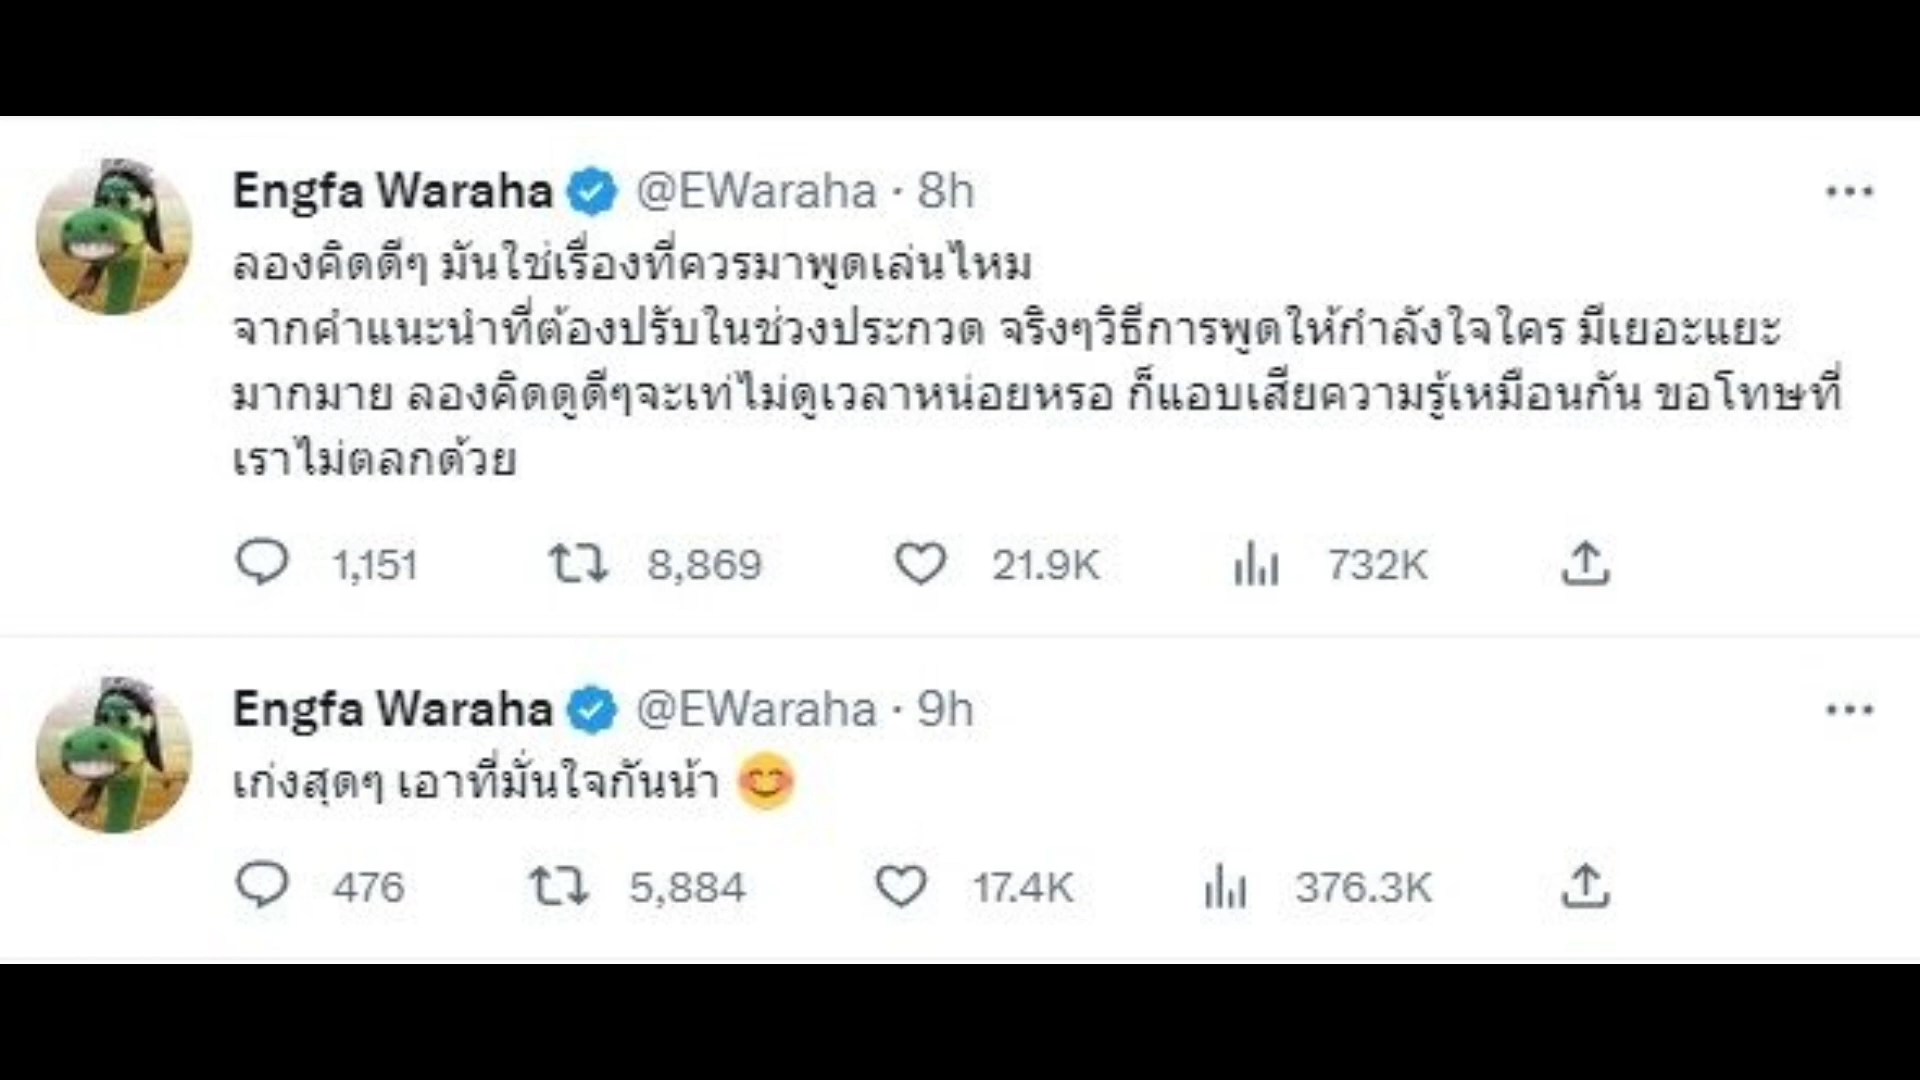 Engfa Waraha @EWaraha · 8h
ลองคิดดีๆ มันใช่เรื่องที่ควรมาพูดเล่นไหม
จากคำแนะนำที่ต้องปรับในช่วงประกวด จริงๆวิธีการพูดให้กำลังใจใคร มีเยอะแยะ
มากมาย ลองคิดดูดีๆจะเท่ไม่ดูเวลาหน่อยหรอ ก็แอบเสียความรู้เหมือนกัน ขอโทษที่
เราไม่ตลกด้วย
1,151 8,869 21.9K 732K
Engfa Waraha @EWaraha · 9h
เก่งสุดๆ เอาที่มั่นใจกันน้า 😊
476 5,884 17.4K 376.3K